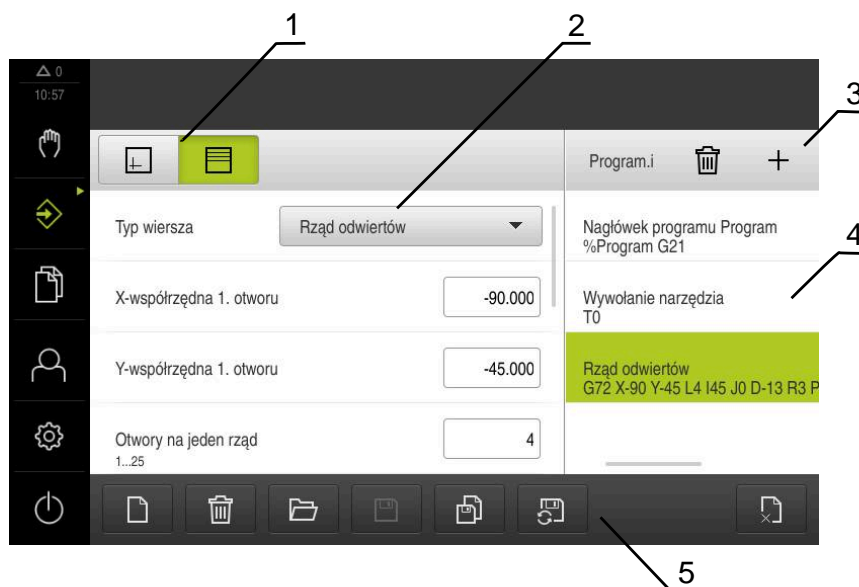 1
2
3
4
5
0
10:57
Program.i
Typ wiersza
Rząd odwiertów
X-współrzędna 1. otworu
-90.000
Y-współrzędna 1. otworu
-45.000
Otwory na jeden rząd
1...25
4
Nagłówek programu Program
%Program G21
Wywołanie narzędzia
T0
Rząd odwiertów
G72 X-90 Y-45 L4 I45 J0 D-13 R3 P